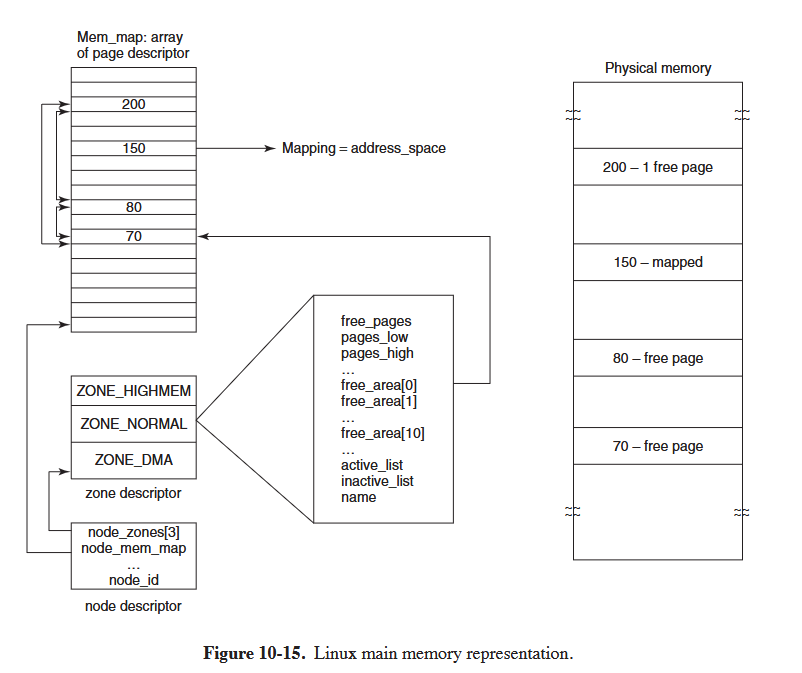 Mem_map: array
of page descriptor
200
150
80
70
Mapping = address_space
free_pages
pages_low
pages_high
...
free_area[0]
free_area[1]
...
free_area[10]
...
active_list
inactive_list
name
ZONE_HIGHMEM
ZONE_NORMAL
ZONE_DMA
zone descriptor
node_zones[3]
node_mem_map
...
node_id
node descriptor
Physical memory
200 – 1 free page
150 – mapped
80 – free page
70 – free page
Figure 10-15. Linux main memory representation.